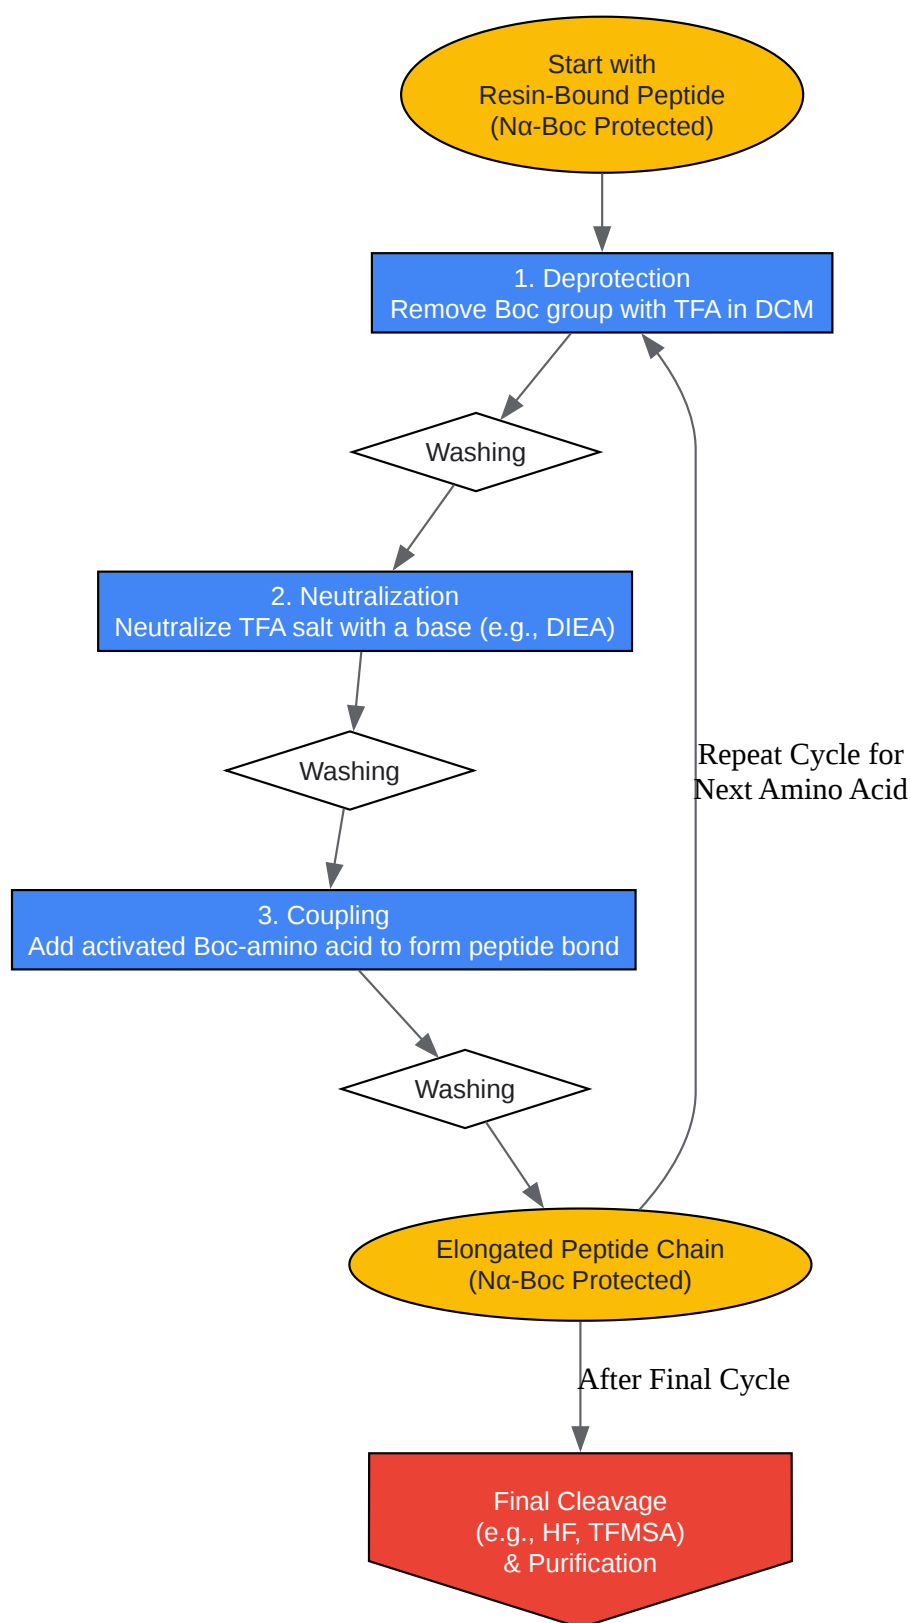 Start with
Resin-Bound Peptide
(Nα-Boc Protected)
1. Deprotection
Remove Boc group with TFA in DCM
Washing
2. Neutralization
Neutralize TFA salt with a base (e.g., DIEA)
Washing
Repeat Cycle for
Next Amino Acid
3. Coupling
Add activated Boc-amino acid to form peptide bond
Washing
Elongated Peptide Chain
(Nα-Boc Protected)
After Final Cycle
Final Cleavage
(e.g., HF, TFMSA)
& Purification